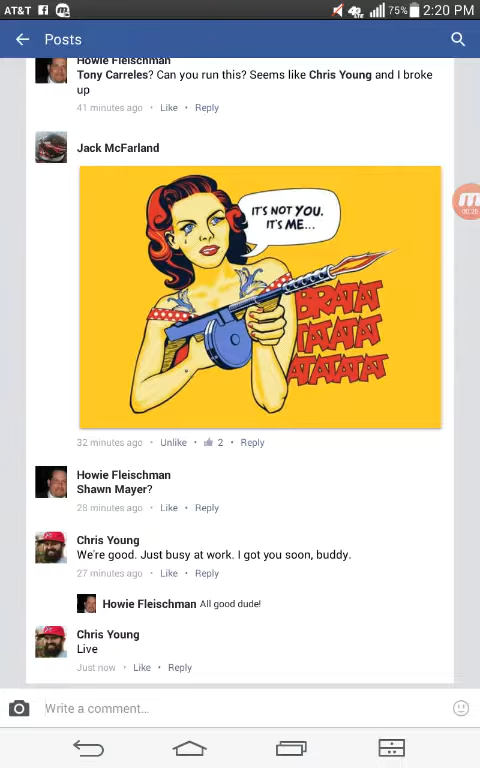 AT&T 75% 2:20 PM
Posts
Howie Fleischman
Tony Carreles? Can you run this? Seems like Chris Young and I broke
up
41 minutes ago • Like • Reply
Jack McFarland
IT'S NOT YOU.
IT'S ME...
BRATAT
TATATAT
ATATATAT
00:25
32 minutes ago • Unlike • 2 • Reply
Howie Fleischman
Shawn Mayer?
28 minutes ago • Like • Reply
Chris Young
We're good. Just busy at work. I got you soon, buddy.
27 minutes ago • Like • Reply
Howie Fleischman All good dude!
Chris Young
Live
Just now • Like • Reply
Write a comment...